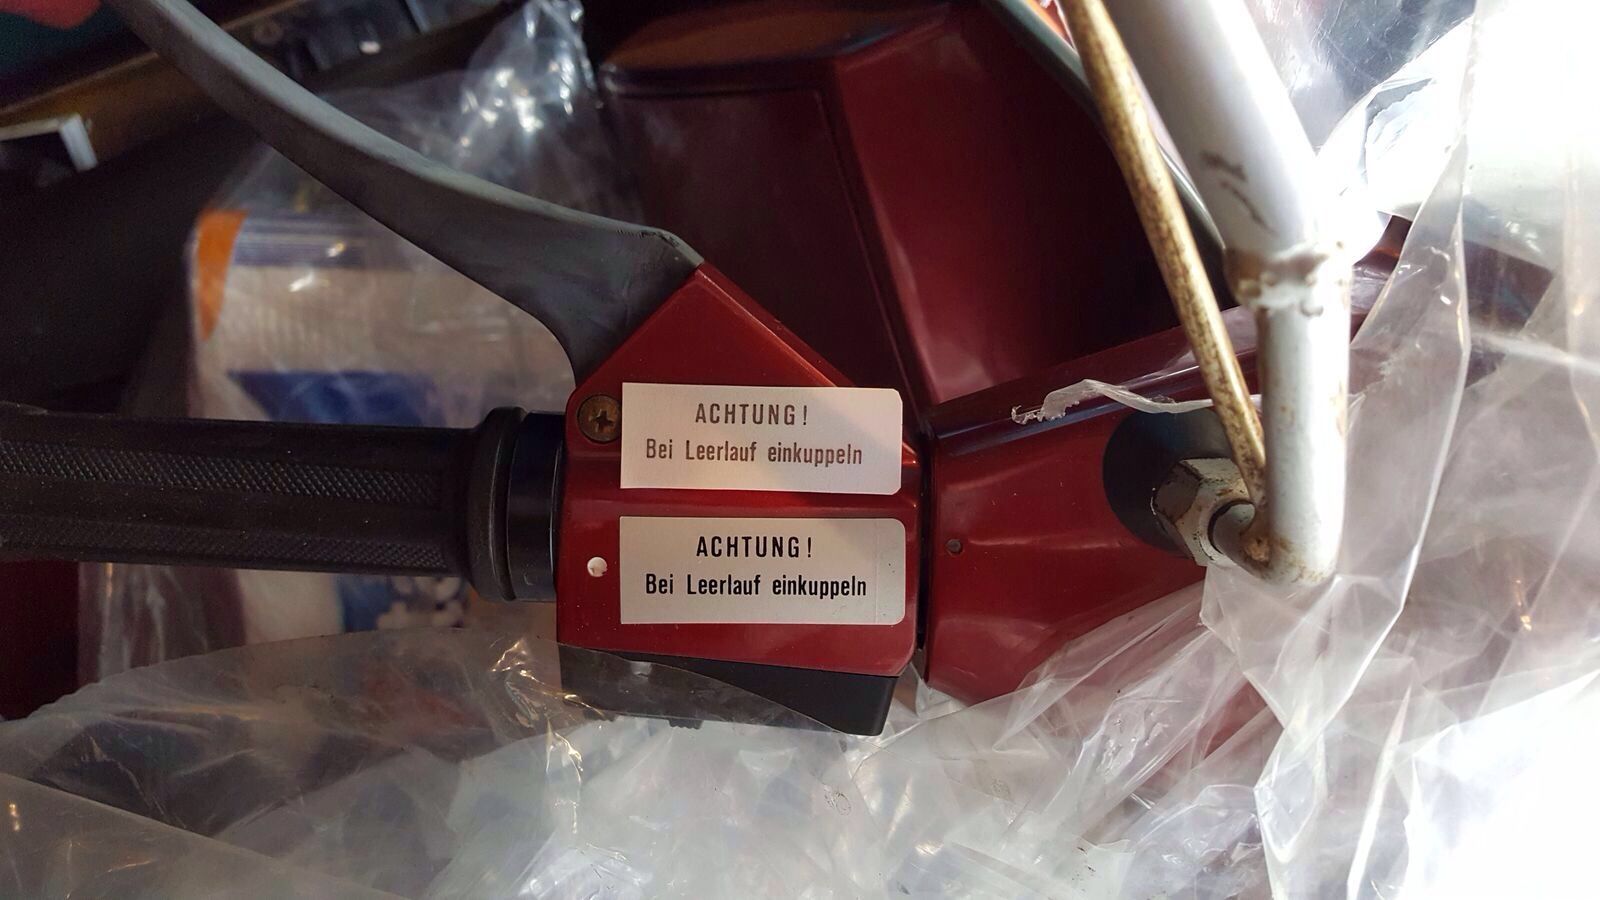 ACHTUNG!
Bei Leerlauf einkuppeln
ACHTUNG!
Bei Leerlauf einkuppeln